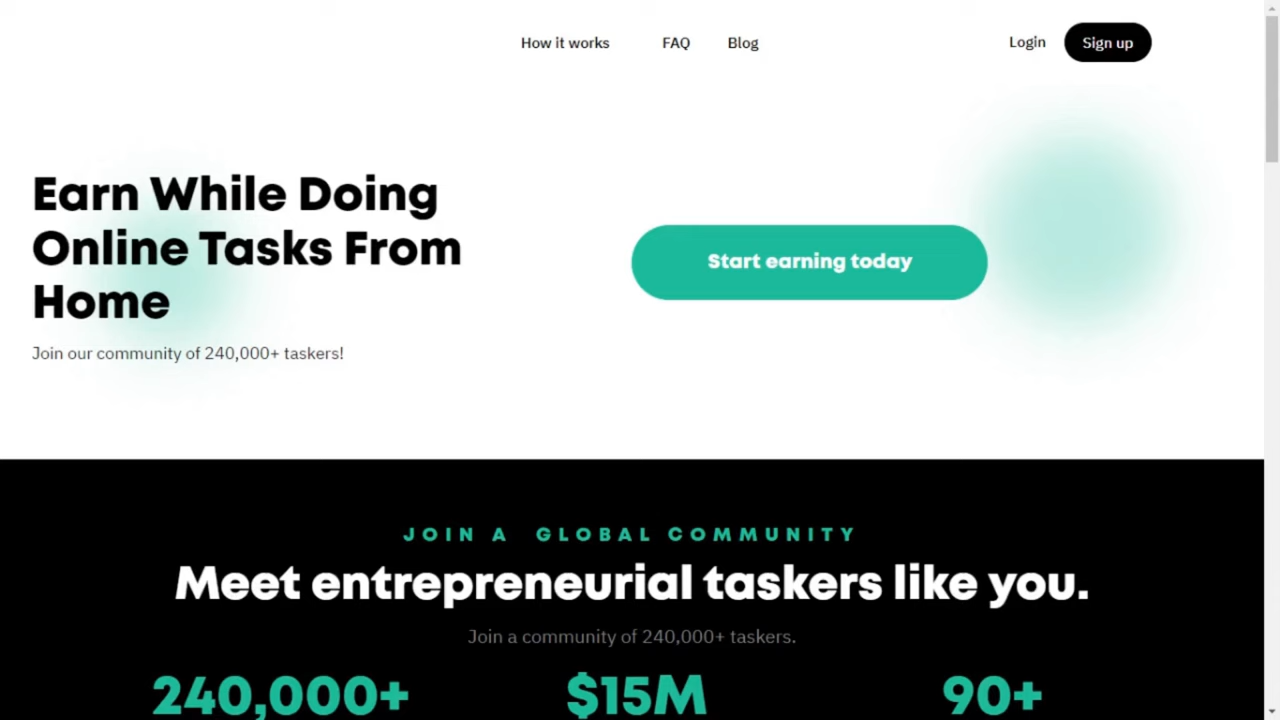 How it works
FAQ
Blog
Login
Sign up
Earn While Doing
Online Tasks From
Home
Join our community of 240,000+ taskers!
Start earning today
JOIN A GLOBAL COMMUNITY
Meet entrepreneurial taskers like you.
Join a community of 240,000+ taskers.
240,000+
$15M
90+